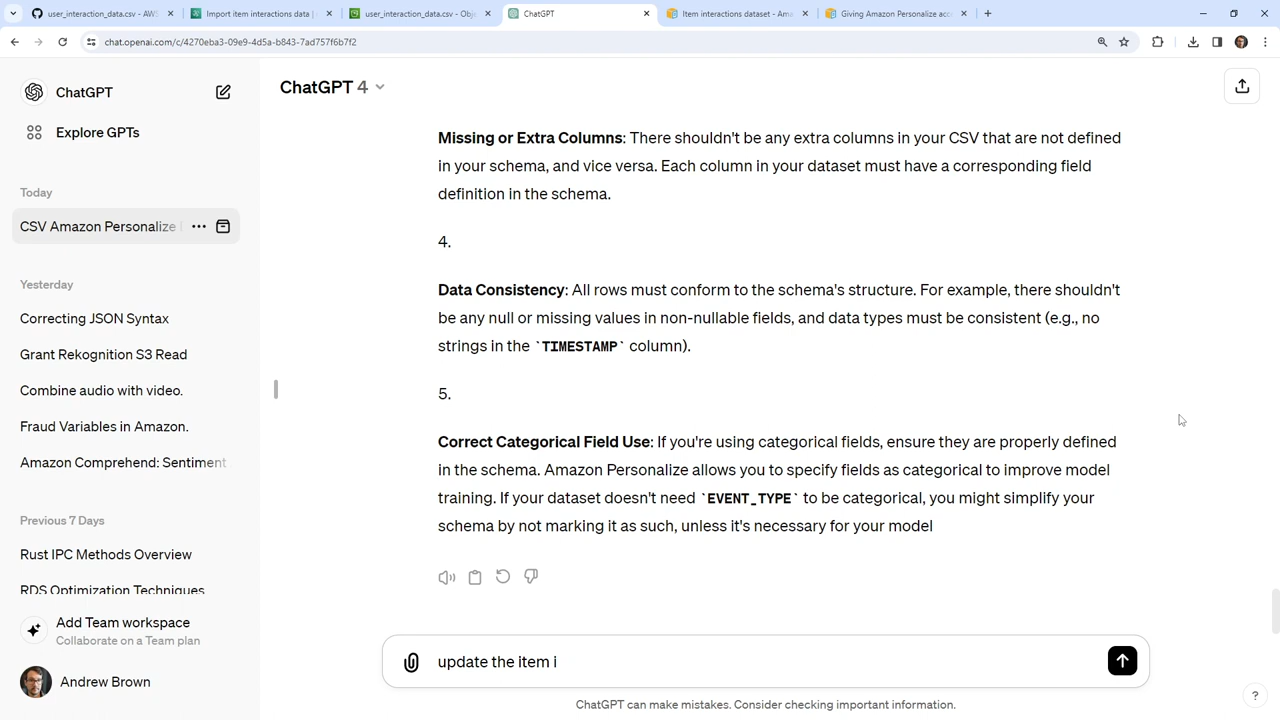 user_interaction_data.csv - AWS
Import item interactions data |
user_interaction_data.csv - Obj
ChatGPT
Item interactions dataset - Ama
Giving Amazon Personalize acc
chat.openai.com/c/4270eba3-09e9-4d5a-b843-7ad757f6b7f2
ChatGPT
Explore GPTs
Today
CSV Amazon Personalize
Yesterday
Correcting JSON Syntax
Grant Rekognition S3 Read
Combine audio with video.
Fraud Variables in Amazon.
Amazon Comprehend: Sentiment
Previous 7 Days
Rust IPC Methods Overview
RDS Optimization Techniques
Add Team workspace
Collaborate on a Team plan
Andrew Brown
ChatGPT 4
Missing or Extra Columns: There shouldn't be any extra columns in your CSV that are not defined
in your schema, and vice versa. Each column in your dataset must have a corresponding field
definition in the schema.
4.
Data Consistency: All rows must conform to the schema's structure. For example, there shouldn't
be any null or missing values in non-nullable fields, and data types must be consistent (e.g., no
strings in the `TIMESTAMP` column).
5.
Correct Categorical Field Use: If you're using categorical fields, ensure they are properly defined
in the schema. Amazon Personalize allows you to specify fields as categorical to improve model
training. If your dataset doesn't need `EVENT_TYPE` to be categorical, you might simplify your
schema by not marking it as such, unless it's necessary for your model
update the item i
ChatGPT can make mistakes. Consider checking important information.
?